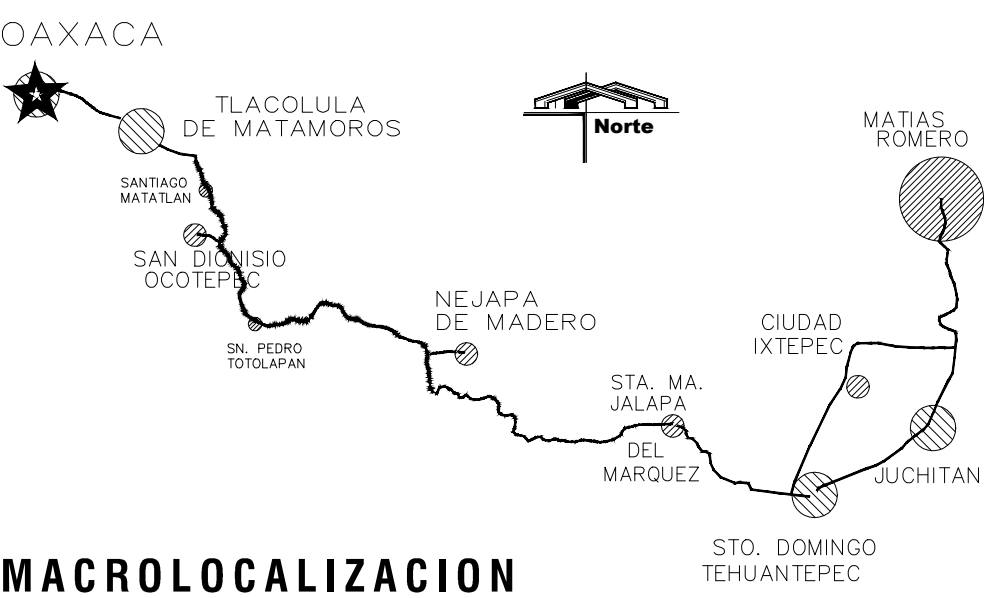 OAXACA
TLACOLULA
DE MATAMOROS
Norte
MATIAS
ROMERO
SANTIAGO
MATATLAN
SAN DIONISIO
OCOTEPEC
NEJAPA
DE MADERO
CIUDAD
IXTEPEC
SN. PEDRO
TOTOLAPAN
STA. MA.
JALAPA
DEL
MARQUEZ
JUCHITAN
STO. DOMINGO
TEHUANTEPEC
MACROLOCALIZACION